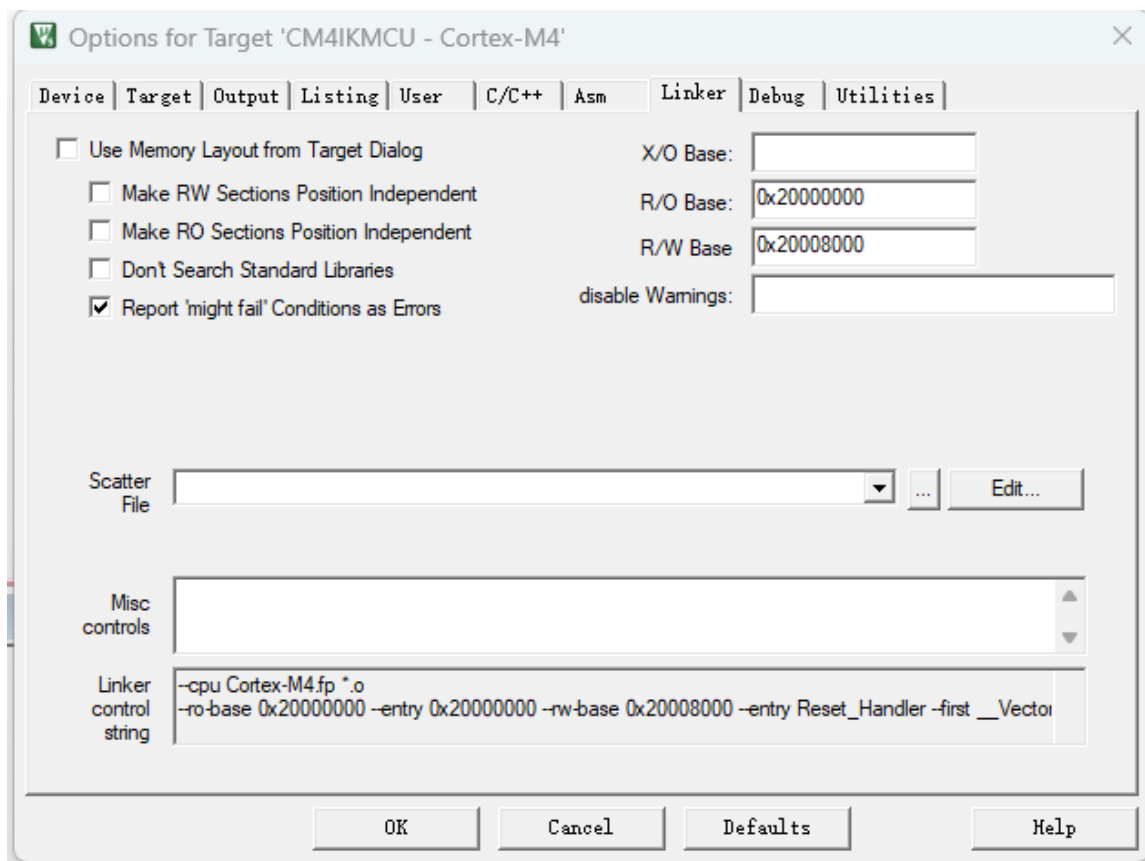 Options for Target 'CM4IKMCU - Cortex-M4'
Device Target Output Listing User C/C++ Asm Linker Debug Utilities
Use Memory Layout from Target Dialog
Make RW Sections Position Independent
Make RO Sections Position Independent
Don't Search Standard Libraries
Report 'might fail' Conditions as Errors
X/O Base:
R/O Base: 0x20000000
R/W Base 0x20008000
disable Warnings:
Scatter
File
... Edit...
Misc
controls
Linker
control
string
--cpu Cortex-M4.fp *.o
--ro-base 0x20000000 --entry 0x20000000 --rw-base 0x20008000 --entry Reset_Handler --first __Vector
OK Cancel Defaults Help